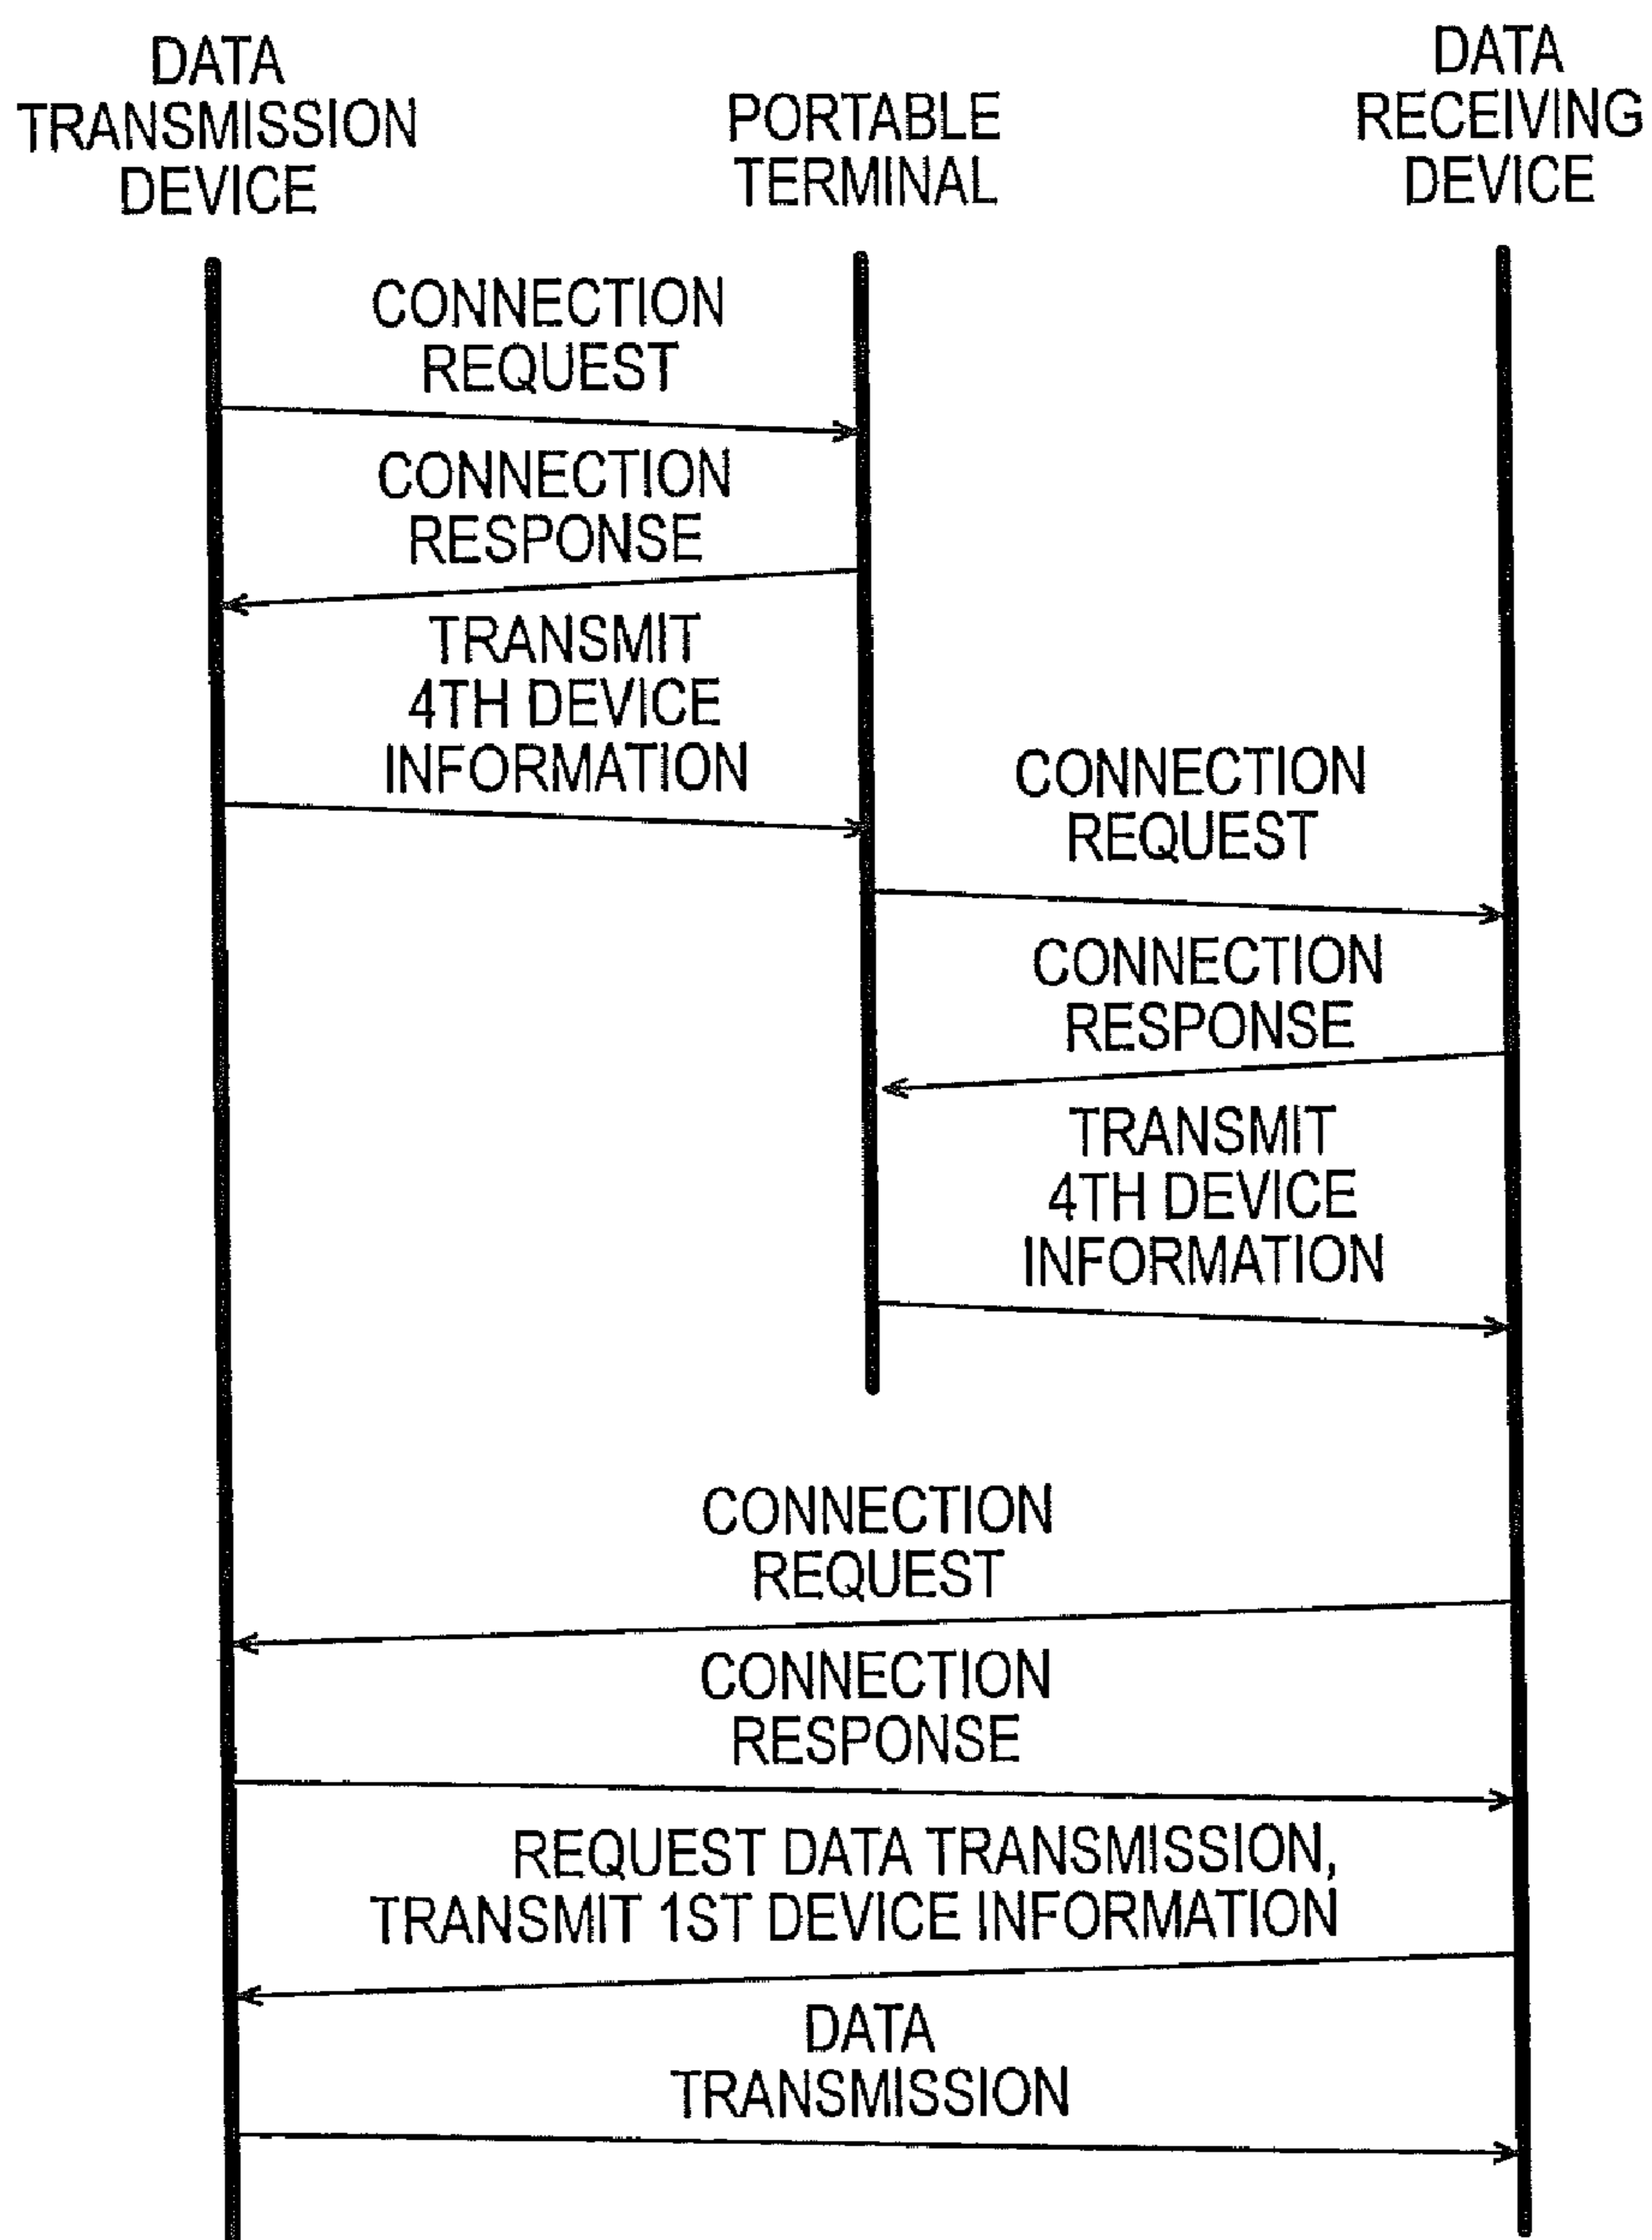 DATA
TRANSMISSION
DEVICE
PORTABLE
TERMINAL
DATA
RECEIVING
DEVICE
CONNECTION
REQUEST
CONNECTION
RESPONSE
TRANSMIT
4TH DEVICE
INFORMATION
CONNECTION
REQUEST
CONNECTION
RESPONSE
TRANSMIT
4TH DEVICE
INFORMATION
CONNECTION
REQUEST
CONNECTION
RESPONSE
REQUEST DATA TRANSMISSION,
TRANSMIT 1ST DEVICE INFORMATION
DATA
TRANSMISSION